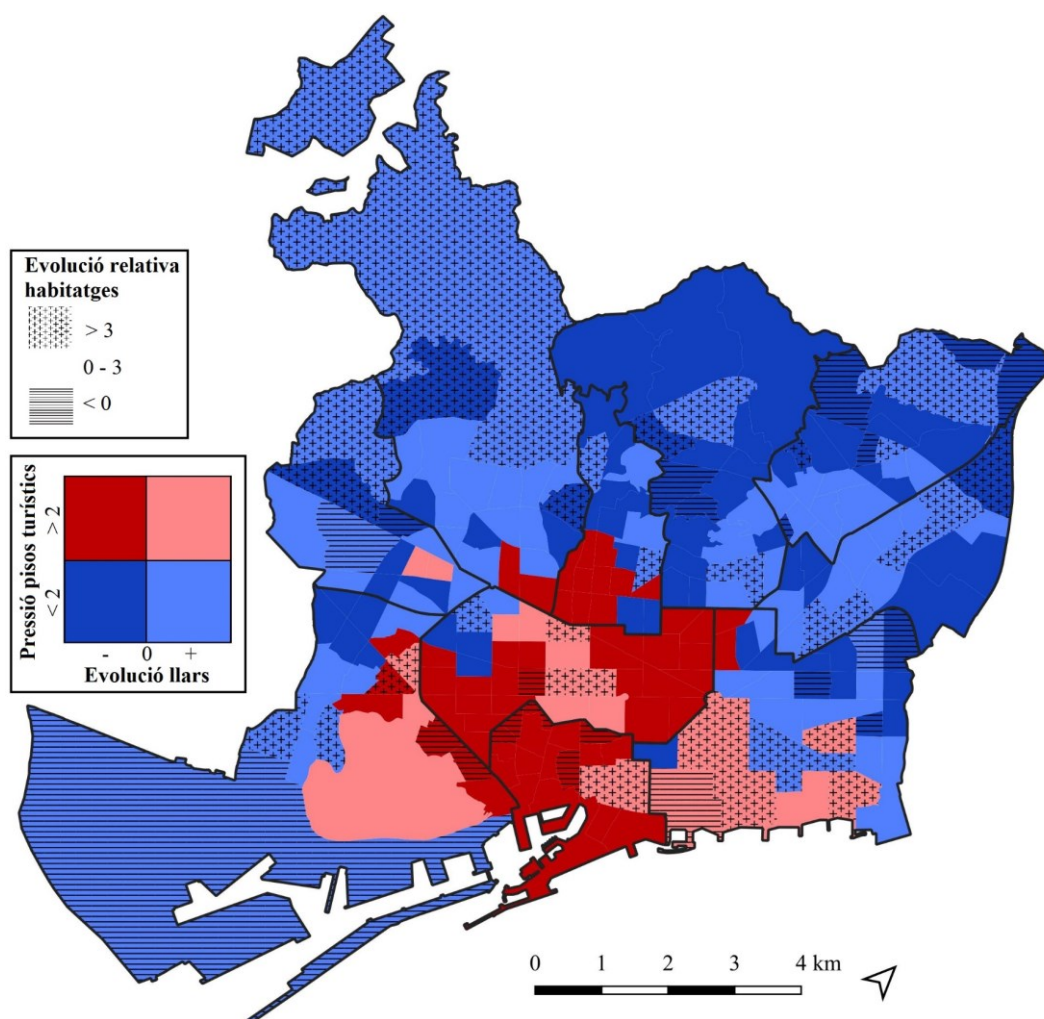 Evolució relativa
habitatges
> 3
0 - 3
< 0
Pressió pisos turístics
> 2
< 2
- 0 +
Evolució llars
0 1 2 3 4 km